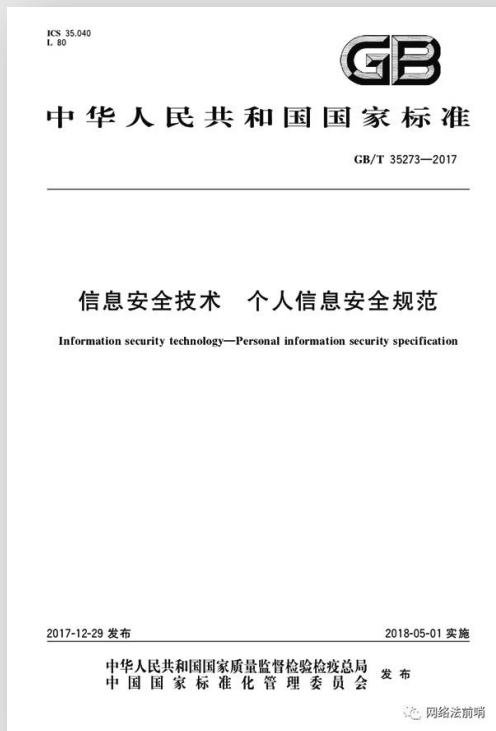 ICS 35.040
L 80
GB
中华人民共和国国家标准
GB/T 35273—2017
信息安全技术 个人信息安全规范
Information security technology—Personal information security specification
2017-12-29 发布
2018-05-01 实施
中华人民共和国国家质量监督检验检疫总局
中国国家标准化管理委员会
发布
网络法前哨